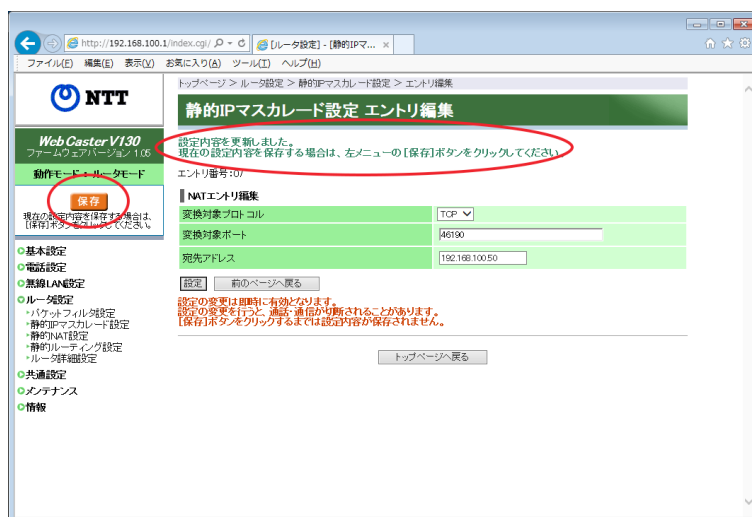 http://192.168.100.1/index.cgi/
[ルータ設定] - [静的IPマ...
ファイル(F) 編集(E) 表示(V) お気に入り(A) ツール(T) ヘルプ(H)
NTT
Web Caster V130
ファームウェアバージョン 1.05
動作モード : ルータモード
保存
現在の設定内容を保存する場合は、
[保存]ボタンをクリックしてください。
基本設定
電話設定
無線LAN設定
ルータ設定
パケットフィルタ設定
静的IPマスカレード設定
静的NAT設定
静的ルーティング設定
ルータ詳細設定
共通設定
メンテナンス
情報
トップページ > ルータ設定 > 静的IPマスカレード設定 > エントリ編集
静的IPマスカレード設定 エントリ編集
設定内容を更新しました。
現在の設定内容を保存する場合は、左メニューの[保存]ボタンをクリックしてください。
エントリ番号:0/
NATエントリ編集
変換対象プロトコル TCP
変換対象ポート 46190
宛先アドレス 192.168.100.50
設定 前のページへ戻る
設定の変更は即時に有効となります。
設定の変更を行うと、通話・通信が切断されることがあります。
[保存]ボタンをクリックするまでは設定内容が保存されません。
トップページへ戻る